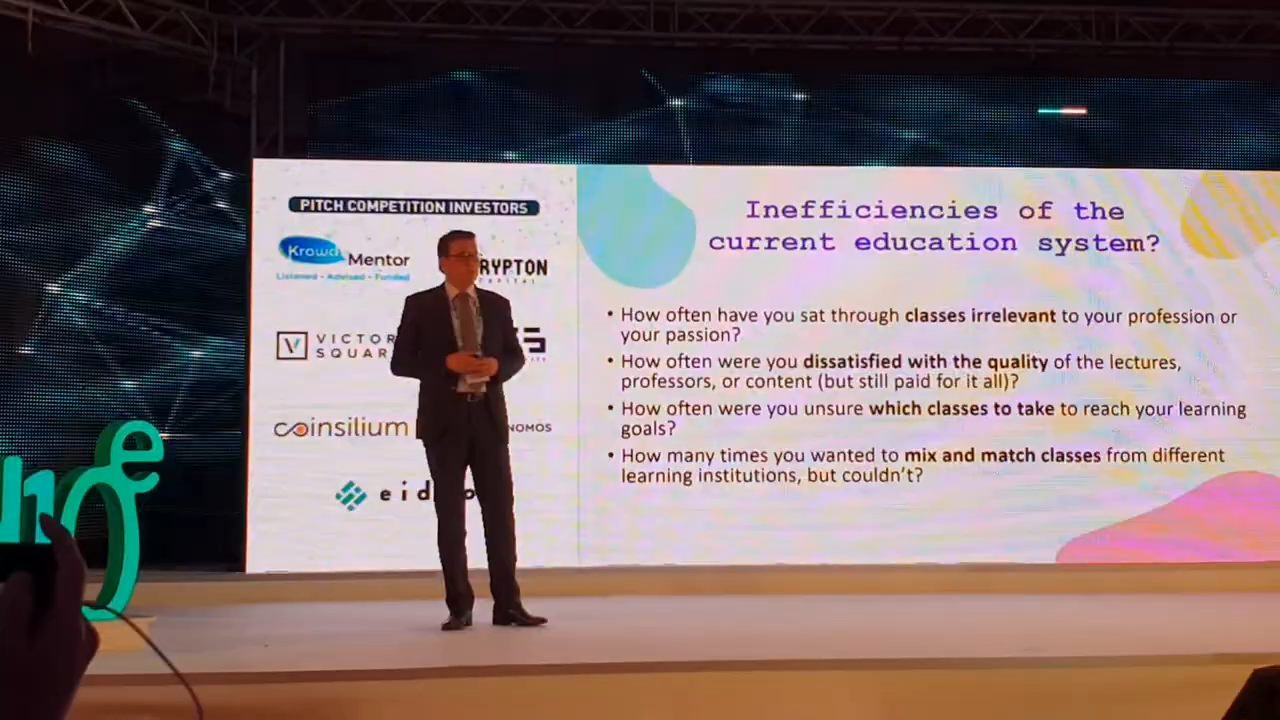 PITCH COMPETITION INVESTORS
Krowd Mentor
Listened - Advised - Funded
RYPTON
CAPITAL
VICTOR
SQUAR
coinsilium
NOMOS
eid
Inefficiencies of the
current education system?
• How often have you sat through classes irrelevant to your profession or
your passion?
• How often were you dissatisfied with the quality of the lectures,
professors, or content (but still paid for it all)?
• How often were you unsure which classes to take to reach your learning
goals?
• How many times you wanted to mix and match classes from different
learning institutions, but couldn't?